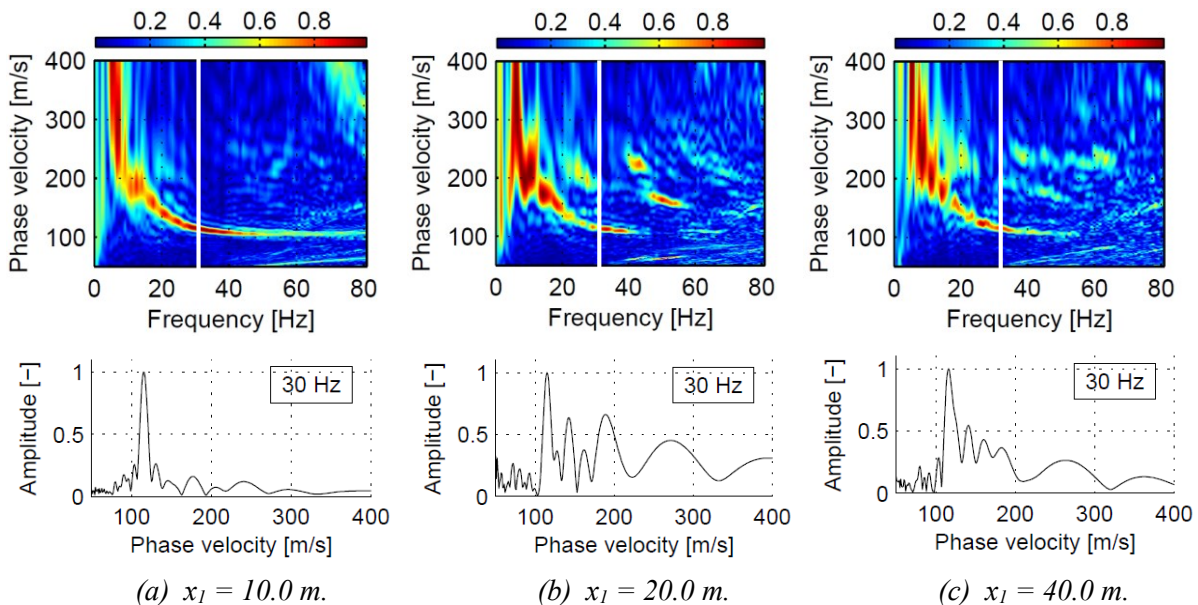 0.2 0.4 0.6 0.8
0.2 0.4 0.6 0.8
0.2 0.4 0.6 0.8
Phase velocity [m/s]
400
300
200
100
0 20 40 60 80
Frequency [Hz]
Phase velocity [m/s]
400
300
200
100
0 20 40 60 80
Frequency [Hz]
Phase velocity [m/s]
400
300
200
100
0 20 40 60 80
Frequency [Hz]
Amplitude [−]
1
0.5
0
30 Hz
100 200 300 400
Phase velocity [m/s]
Amplitude [−]
1
0.5
0
30 Hz
100 200 300 400
Phase velocity [m/s]
Amplitude [−]
1
0.5
0
30 Hz
100 200 300 400
Phase velocity [m/s]
(a) x1 = 10.0 m.
(b) x1 = 20.0 m.
(c) x1 = 40.0 m.